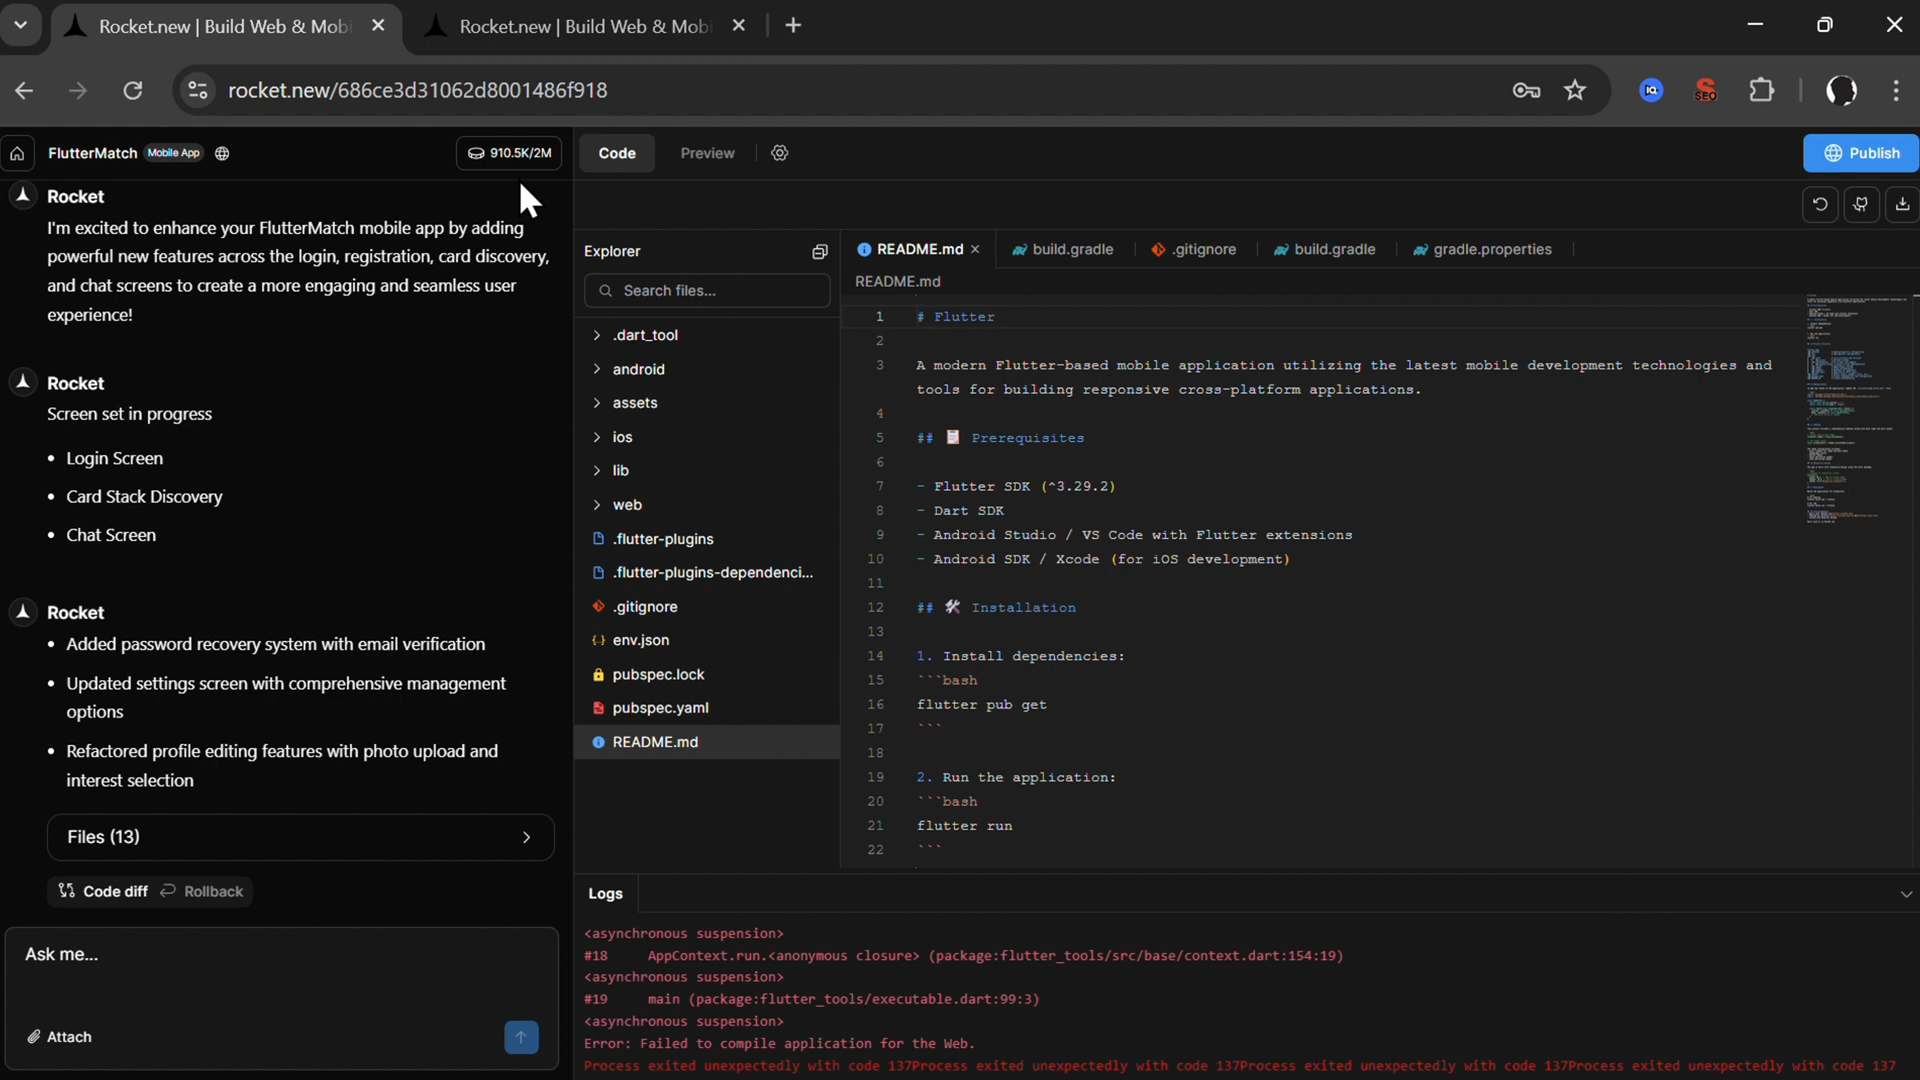 Rocket.new | Build Web & Mobi
Rocket.new | Build Web & Mobi
rocket.new/686ce3d31062d8001486f918
IQ
SEO
FlutterMatch
Mobile App
910.5K/2M
Code
Preview
Publish
Rocket
I'm excited to enhance your FlutterMatch mobile app by adding
powerful new features across the login, registration, card discovery,
and chat screens to create a more engaging and seamless user
experience!
Rocket
Screen set in progress
• Login Screen
• Card Stack Discovery
• Chat Screen
Rocket
• Added password recovery system with email verification
• Updated settings screen with comprehensive management
options
• Refactored profile editing features with photo upload and
interest selection
Files (13)
Code diff
Rollback
Ask me...
Attach
Explorer
Search files...
.dart_tool
android
assets
ios
lib
web
.flutter-plugins
.flutter-plugins-dependenci...
.gitignore
env.json
pubspec.lock
pubspec.yaml
README.md
README.md
build.gradle
.gitignore
build.gradle
gradle.properties
README.md
1 # Flutter
2
3 A modern Flutter-based mobile application utilizing the latest mobile development technologies and
tools for building responsive cross-platform applications.
4
5 ## 📋 Prerequisites
6
7 - Flutter SDK (^3.29.2)
8 - Dart SDK
9 - Android Studio / VS Code with Flutter extensions
10 - Android SDK / Xcode (for iOS development)
11
12 ## 🛠️ Installation
13
14 1. Install dependencies:
15 ```bash
16 flutter pub get
17 ```
18
19 2. Run the application:
20 ```bash
21 flutter run
22 ```
Logs
<asynchronous suspension>
#18 AppContext.run.<anonymous closure> (package:flutter_tools/src/base/context.dart:154:19)
<asynchronous suspension>
#19 main (package:flutter_tools/executable.dart:99:3)
<asynchronous suspension>
Error: Failed to compile application for the Web.
Process exited unexpectedly with code 137Process exited unexpectedly with code 137Process exited unexpectedly with code 137Process exited unexpectedly with code 137